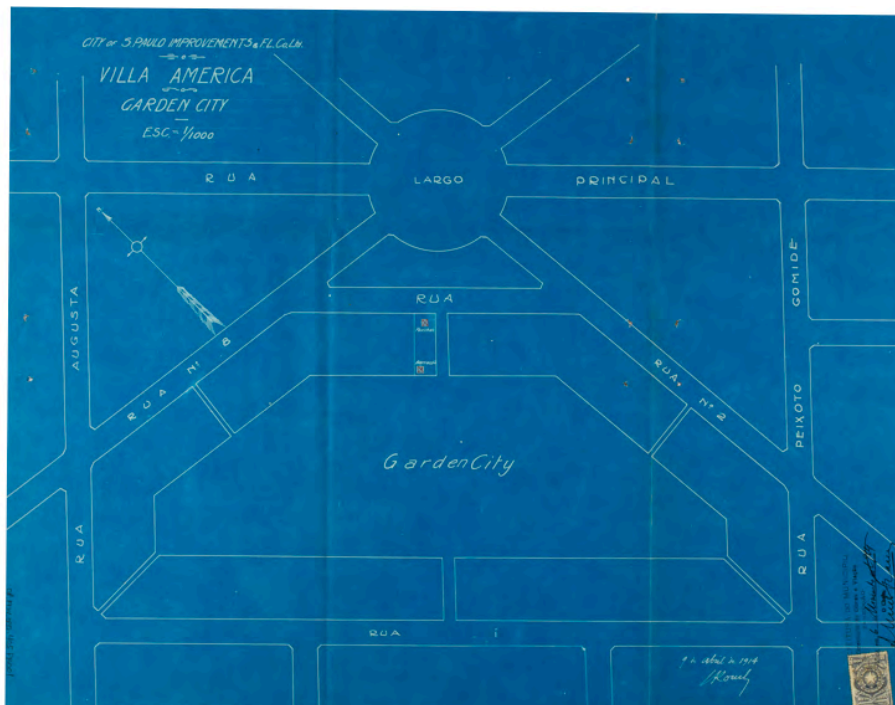 CITY OF S. PAULO IMPROVEMENTS & F. L. Co. Ltd.
VILLA AMERICA
GARDEN CITY
ESC. - 1/1000
RUA
LARGO
PRINCIPAL
RUA
AUGUSTA
GOMIDE
PEIXOTO
RUA Nº 8
RUA Nº 2
Garden City
RUA
RUA
RUA 1
9 de abril de 1914